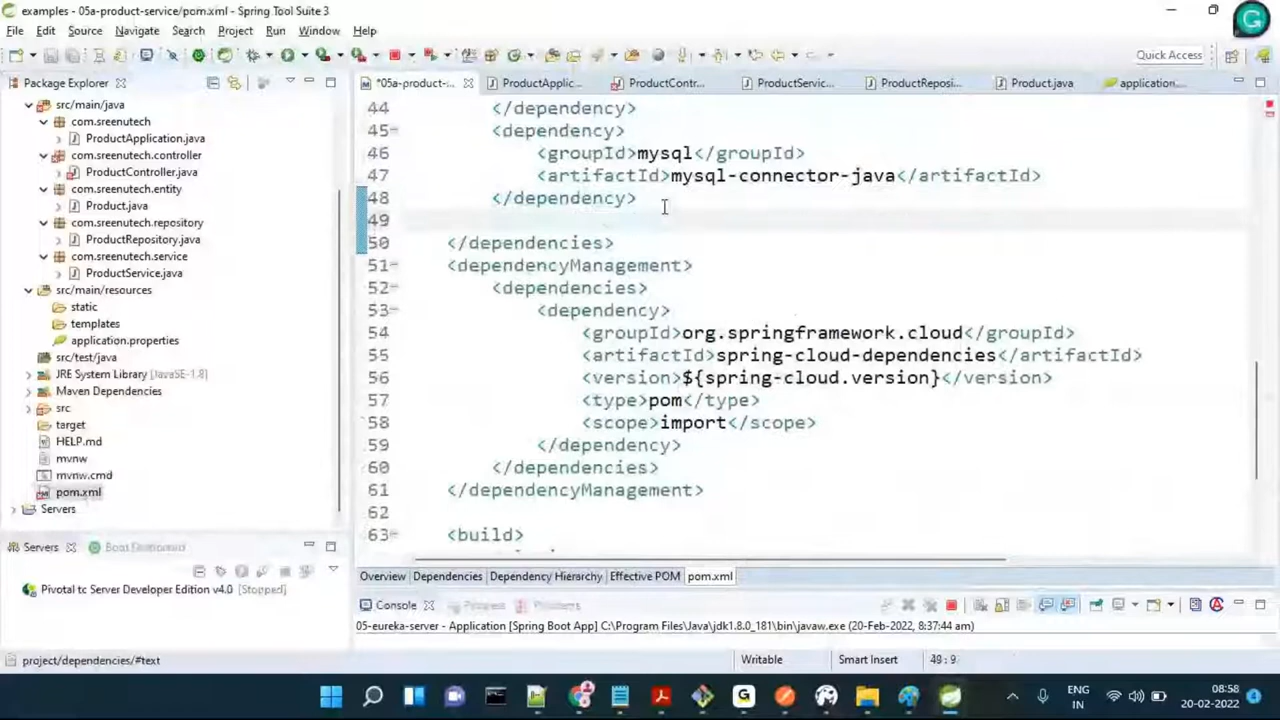 examples - 05a-product-service/pom.xml - Spring Tool Suite 3
File Edit Source Navigate Search Project Run Window Help
Quick Access
Package Explorer
*05a-product-... ProductApplic... ProductContr... ProductServic... ProductReposi... Product.java application....
src/main/java
com.sreenutech
ProductApplication.java
com.sreenutech.controller
ProductController.java
com.sreenutech.entity
Product.java
com.sreenutech.repository
ProductRepository.java
com.sreenutech.service
ProductService.java
src/main/resources
static
templates
application.properties
src/test/java
JRE System Library [JavaSE-1.8]
Maven Dependencies
src
target
HELP.md
mvnw
mvnw.cmd
pom.xml
Servers
44 </dependency>
45 <dependency>
46 <groupId>mysql</groupId>
47 <artifactId>mysql-connector-java</artifactId>
48 </dependency>
49
50 </dependencies>
51 <dependencyManagement>
52 <dependencies>
53 <dependency>
54 <groupId>org.springframework.cloud</groupId>
55 <artifactId>spring-cloud-dependencies</artifactId>
56 <version>${spring-cloud.version}</version>
57 <type>pom</type>
58 <scope>import</scope>
59 </dependency>
60 </dependencies>
61 </dependencyManagement>
62
63 <build>
Overview Dependencies Dependency Hierarchy Effective POM pom.xml
Servers Boot Dashboard
Pivotal tc Server Developer Edition v4.0 [Stopped]
Console Progress Problems
05-eureka-server - Application [Spring Boot App] C:\Program Files\Java\jdk1.8.0_181\bin\javaw.exe (20-Feb-2022, 8:37:44 am)
project/dependencies/#text Writable Smart Insert 49 : 9
ENG
IN
08:58
20-02-2022